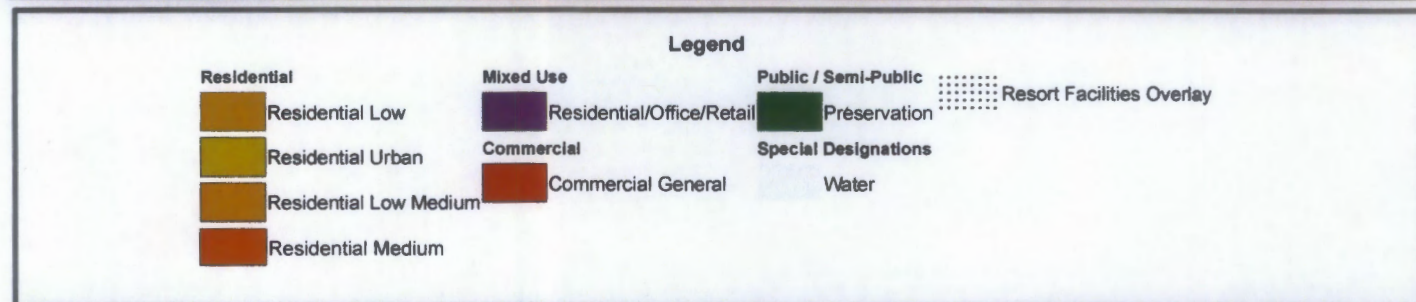 Legend
Residential
Residential Low
Residential Urban
Residential Low Medium
Residential Medium
Mixed Use
Residential/Office/Retail
Commercial
Commercial General
Public / Semi-Public
Preservation
Special Designations
Water
Resort Facilities Overlay